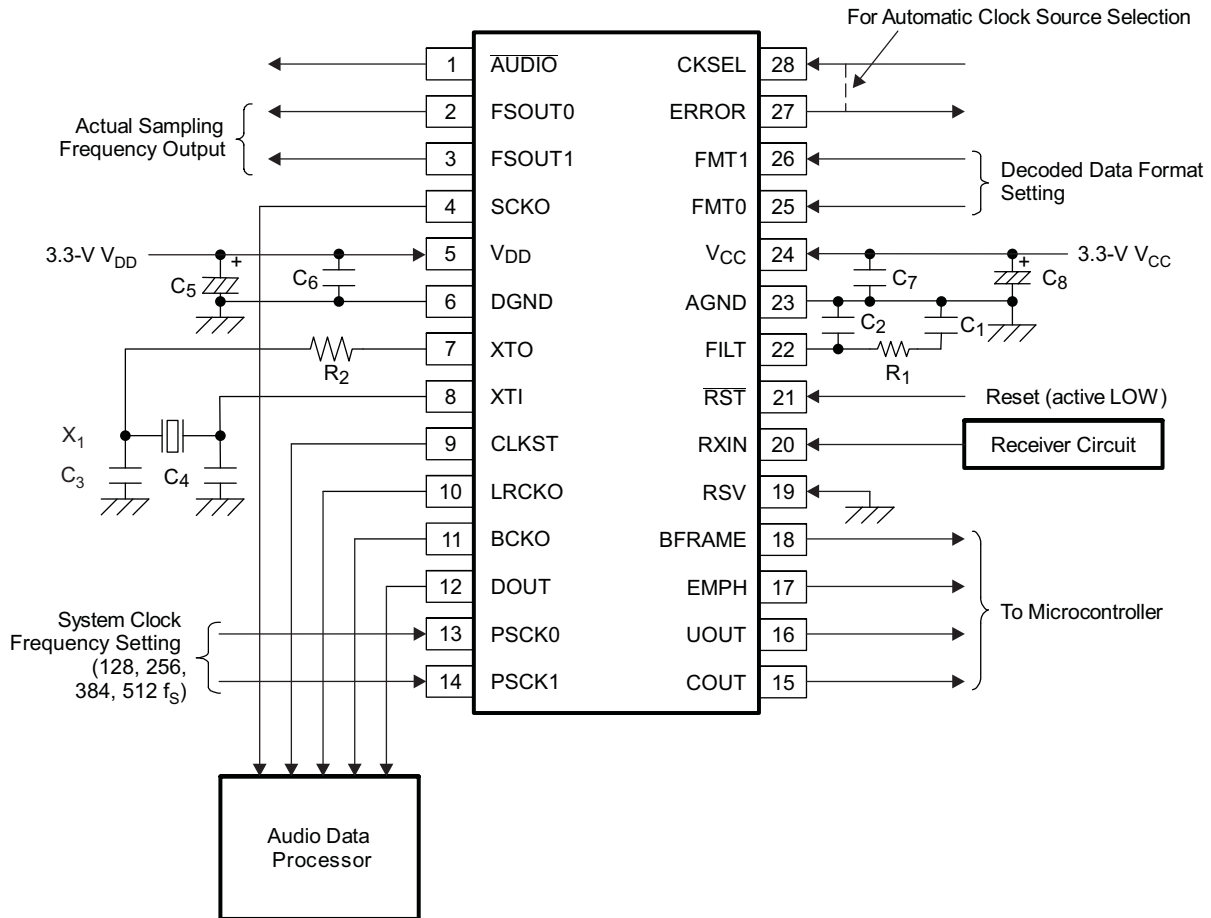 For Automatic Clock Source Selection
Actual Sampling
Frequency Output
1 AUDIO CKSEL 28
2 FSOUT0 ERROR 27
3 FSOUT1 FMT1 26
4 SCKO FMT0 25
Decoded Data Format
Setting
3.3-V VDD
5 VDD VCC 24
3.3-V VCC
C5 + C6 C7 + C8
6 DGND AGND 23
C2 C1
7 XTO FILT 22
R2 R1
8 XTI RST 21
Reset (active LOW)
X1
C3 C4
9 CLKST RXIN 20
Receiver Circuit
10 LRCKO RSV 19
11 BCKO BFRAME 18
12 DOUT EMPH 17
13 PSCK0 UOUT 16
14 PSCK1 COUT 15
To Microcontroller
System Clock
Frequency Setting
(128, 256,
384, 512 fS)
Audio Data
Processor